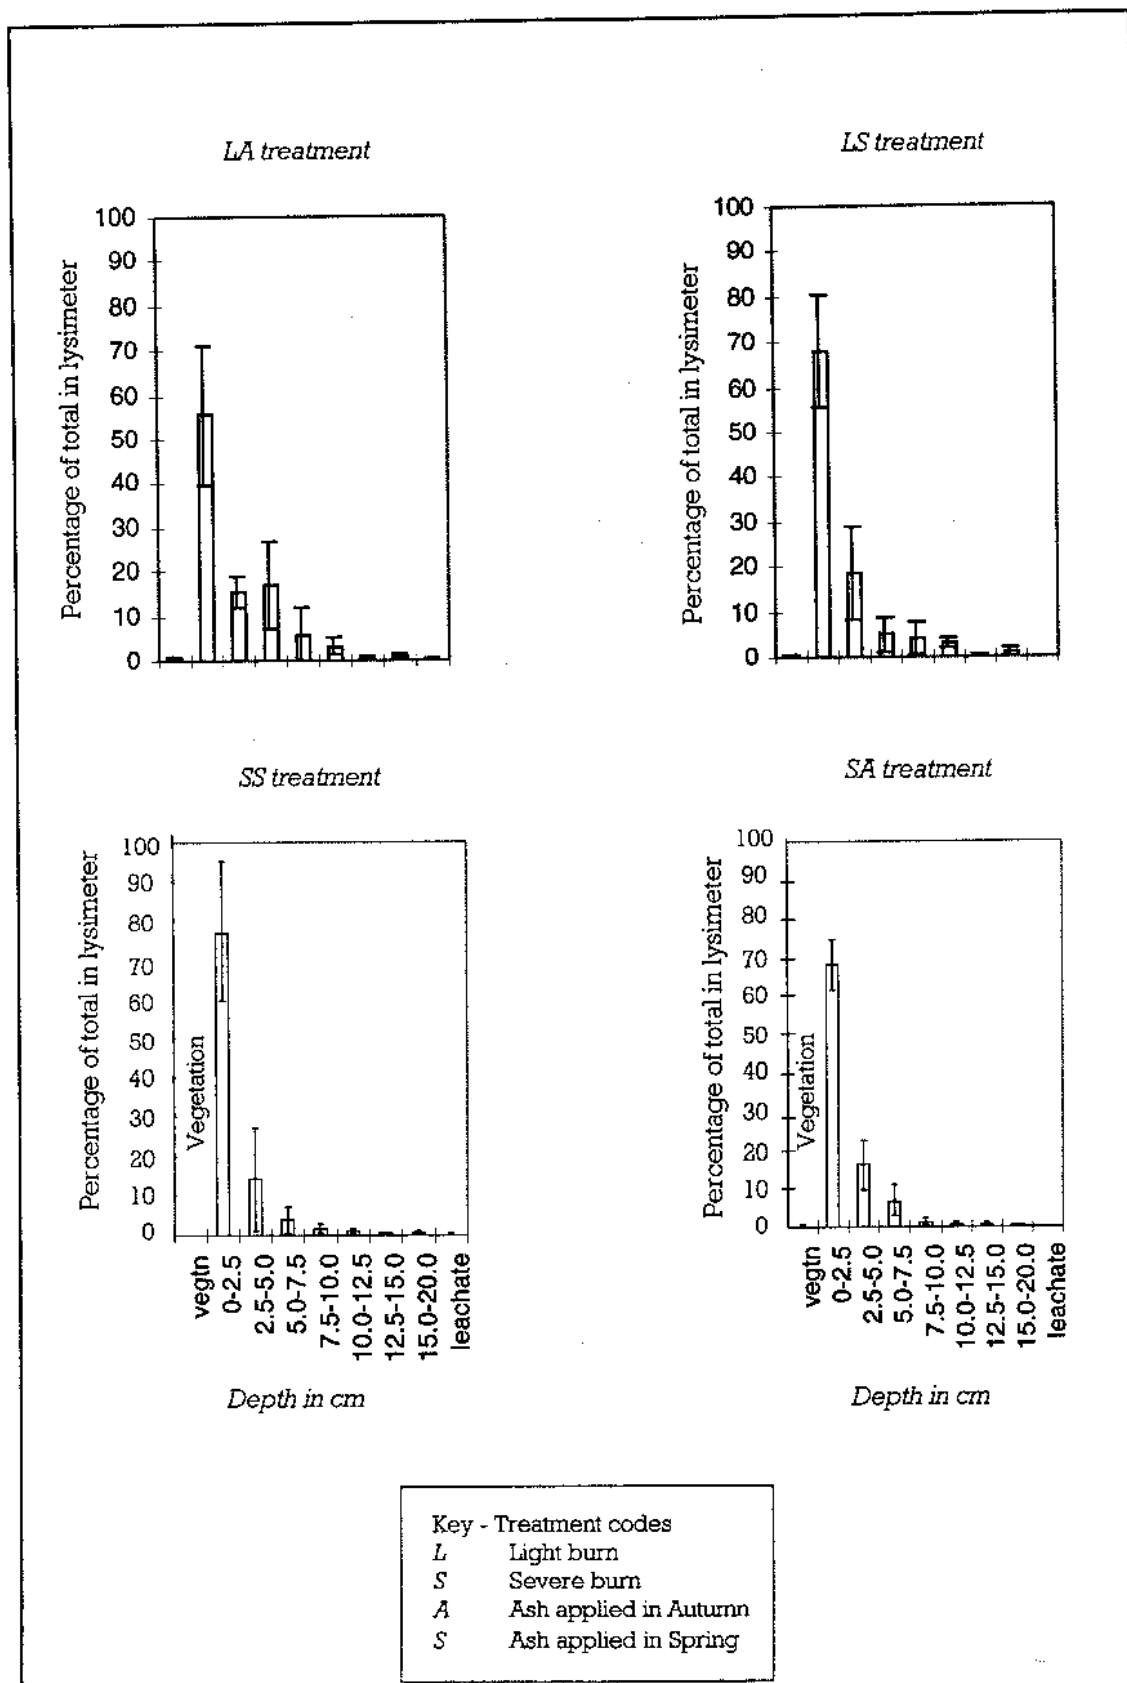 LA treatment
Percentage of total in lysimeter
100
90
80
70
60
50
40
30
20
10
0
LS treatment
Percentage of total in lysimeter
100
90
80
70
60
50
40
30
20
10
0
SS treatment
Percentage of total in lysimeter
100
90
80
70
60
50
40
30
20
10
0
Vegetation
vegtn
0-2.5
2.5-5.0
5.0-7.5
7.5-10.0
10.0-12.5
12.5-15.0
15.0-20.0
leachate
Depth in cm
SA treatment
Percentage of total in lysimeter
100
90
80
70
60
50
40
30
20
10
0
Vegetation
vegtn
0-2.5
2.5-5.0
5.0-7.5
7.5-10.0
10.0-12.5
12.5-15.0
15.0-20.0
leachate
Depth in cm
Key - Treatment codes
L Light burn
S Severe burn
A Ash applied in Autumn
S Ash applied in Spring